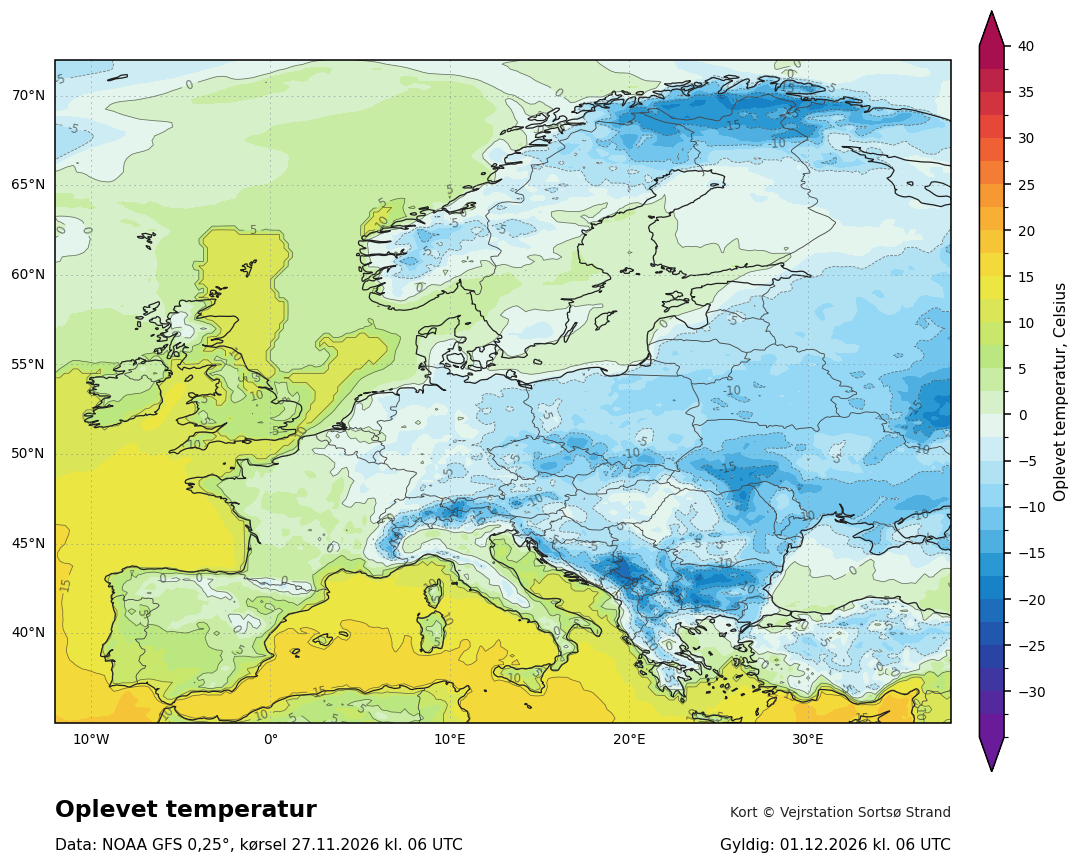 70°N
65°N
60°N
55°N
50°N
45°N
40°N
10°W
0°
10°E
20°E
30°E
40
35
30
25
20
15
10
5
0
−5
−10
−15
−20
−25
−30
Oplevet temperatur, Celsius
Oplevet temperatur
Kort © Vejrstation Sortsø Strand
Data: NOAA GFS 0,25°, kørsel 27.11.2026 kl. 06 UTC
Gyldig: 01.12.2026 kl. 06 UTC